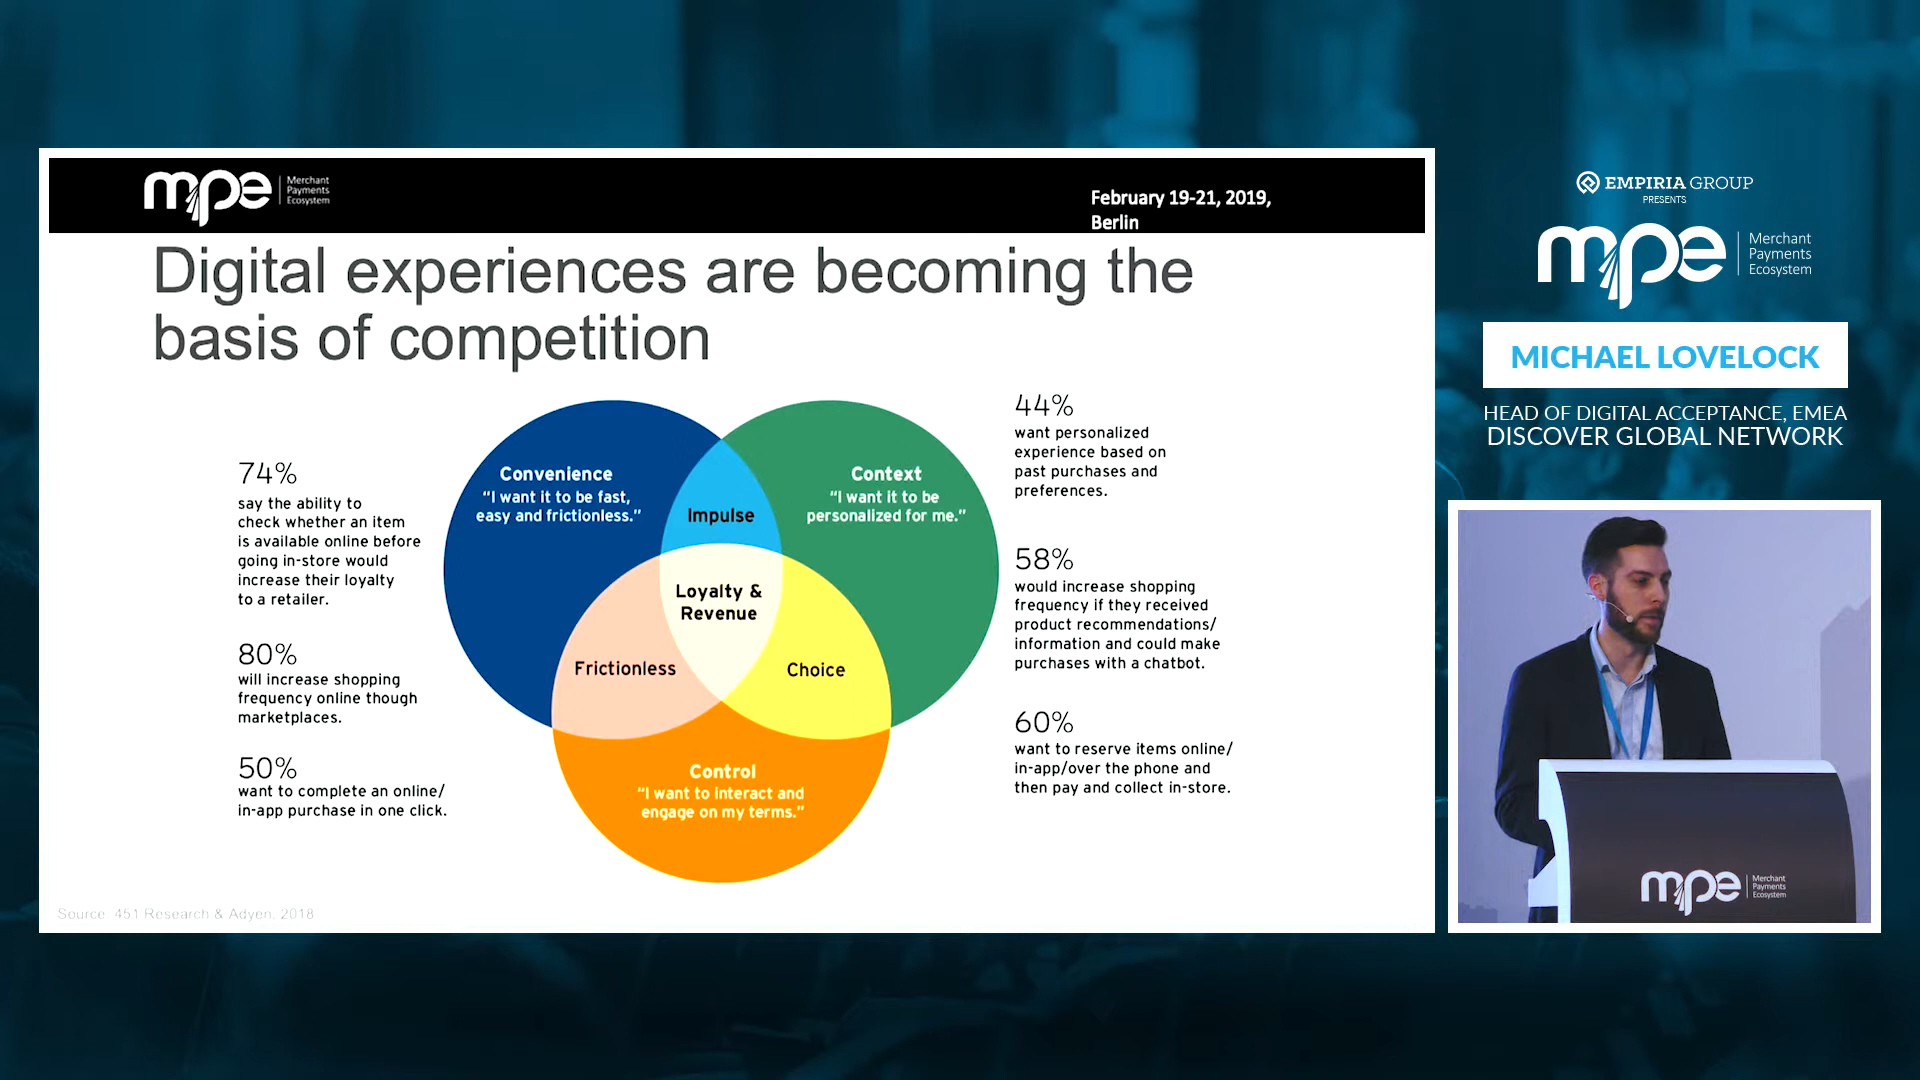 mpe
Merchant
Payments
Ecosystem
February 19-21, 2019,
Berlin
Digital experiences are becoming the
basis of competition
74%
say the ability to
check whether an item
is available online before
going in-store would
increase their loyalty
to a retailer.
80%
will increase shopping
frequency online though
marketplaces.
50%
want to complete an online/
in-app purchase in one click.
Convenience
“I want it to be fast,
easy and frictionless.”
Impulse
Context
“I want it to be
personalized for me.”
Loyalty &
Revenue
Frictionless
Choice
Control
“I want to interact and
engage on my terms.”
44%
want personalized
experience based on
past purchases and
preferences.
58%
would increase shopping
frequency if they received
product recommendations/
information and could make
purchases with a chatbot.
60%
want to reserve items online/
in-app/over the phone and
then pay and collect in-store.
Source: 451 Research & Adyen, 2018
EMPIRIA GROUP
PRESENTS
mpe
Merchant
Payments
Ecosystem
MICHAEL LOVELOCK
HEAD OF DIGITAL ACCEPTANCE, EMEA
DISCOVER GLOBAL NETWORK
mpe
Merchant
Payments
Ecosystem